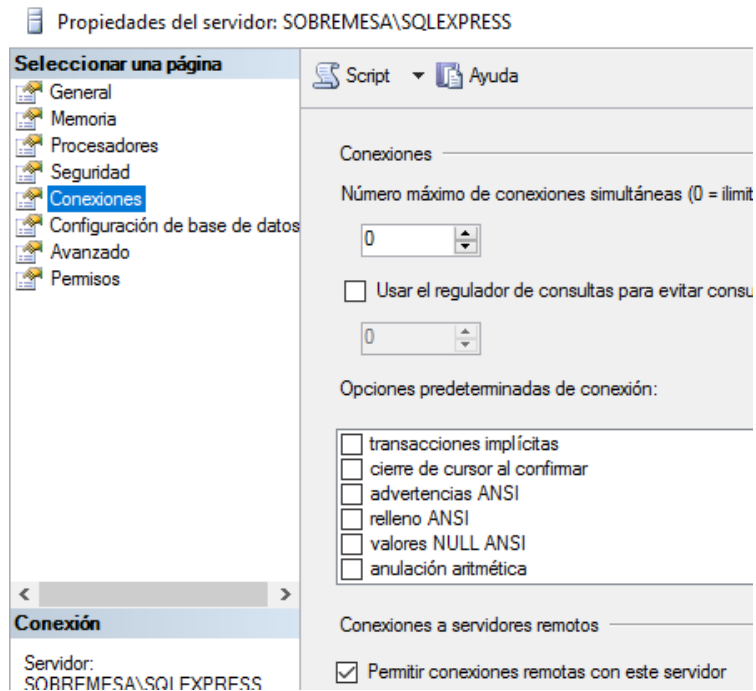 Propiedades del servidor: SOBREMESA\SQLEXPRESS
Seleccionar una página
General
Memoria
Procesadores
Seguridad
Conexiones
Configuración de base de datos
Avanzado
Permisos
Conexión
Servidor:
SOBREMESA\SQLEXPRESS
Script
Ayuda
Conexiones
Número máximo de conexiones simultáneas (0 = ilimit
0
Usar el regulador de consultas para evitar consu
0
Opciones predeterminadas de conexión:
transacciones implícitas
cierre de cursor al confirmar
advertencias ANSI
relleno ANSI
valores NULL ANSI
anulación aritmética
Conexiones a servidores remotos
Permitir conexiones remotas con este servidor